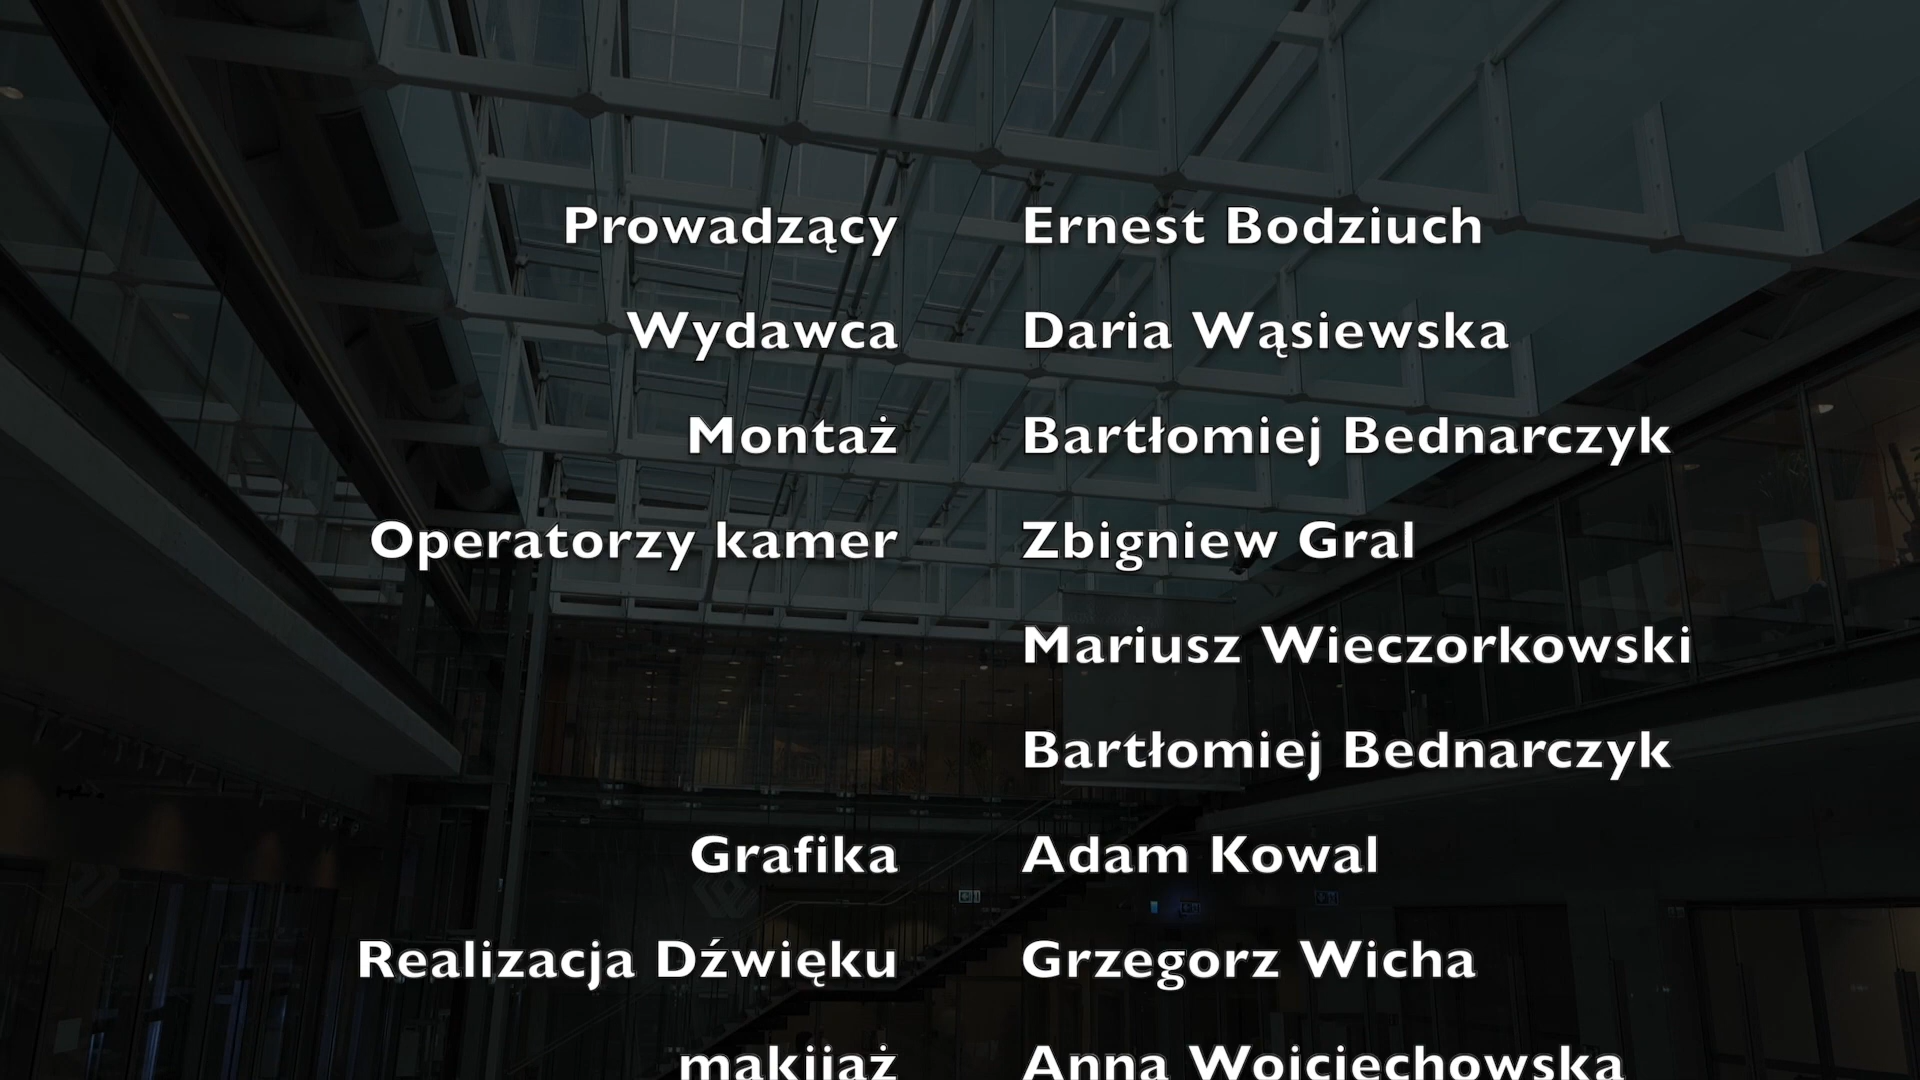 Prowadzący Ernest Bodziuch
Wydawca Daria Wąsiewska
Montaż Bartłomiej Bednarczyk
Operatorzy kamer Zbigniew Gral
Mariusz Wieczorkowski
Bartłomiej Bednarczyk
Grafika Adam Kowal
Realizacja Dźwięku Grzegorz Wicha
makijaż Anna Wojciechowska